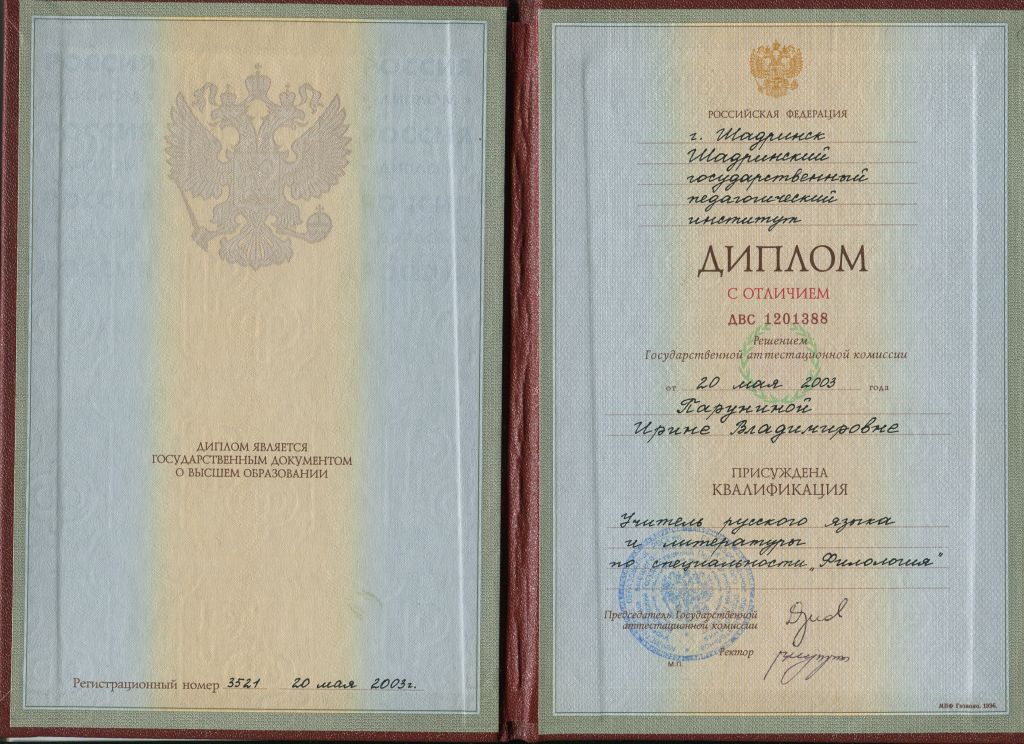 ДИПЛОМ ЯВЛЯЕТСЯ
ГОСУДАРСТВЕННЫМ ДОКУМЕНТОМ
О ВЫСШЕМ ОБРАЗОВАНИИ
Регистрационный номер 3521 20 мая 2003г.
РОССИЙСКАЯ ФЕДЕРАЦИЯ
г. Шадринск
Шадринский
государственный
педагогический
институт
ДИПЛОМ
С ОТЛИЧИЕМ
ДВС 1201388
Решением
Государственной аттестационной комиссии
от 20 мая 2003 года
Паруниной
Ирине Владимировне
ПРИСУЖДЕНА
КВАЛИФИКАЦИЯ
Учитель русского языка
и литературы
по специальности „Филология"
Председатель Государственной
аттестационной комиссии
Ректор
М.П.
МПФ Гознака. 1996.